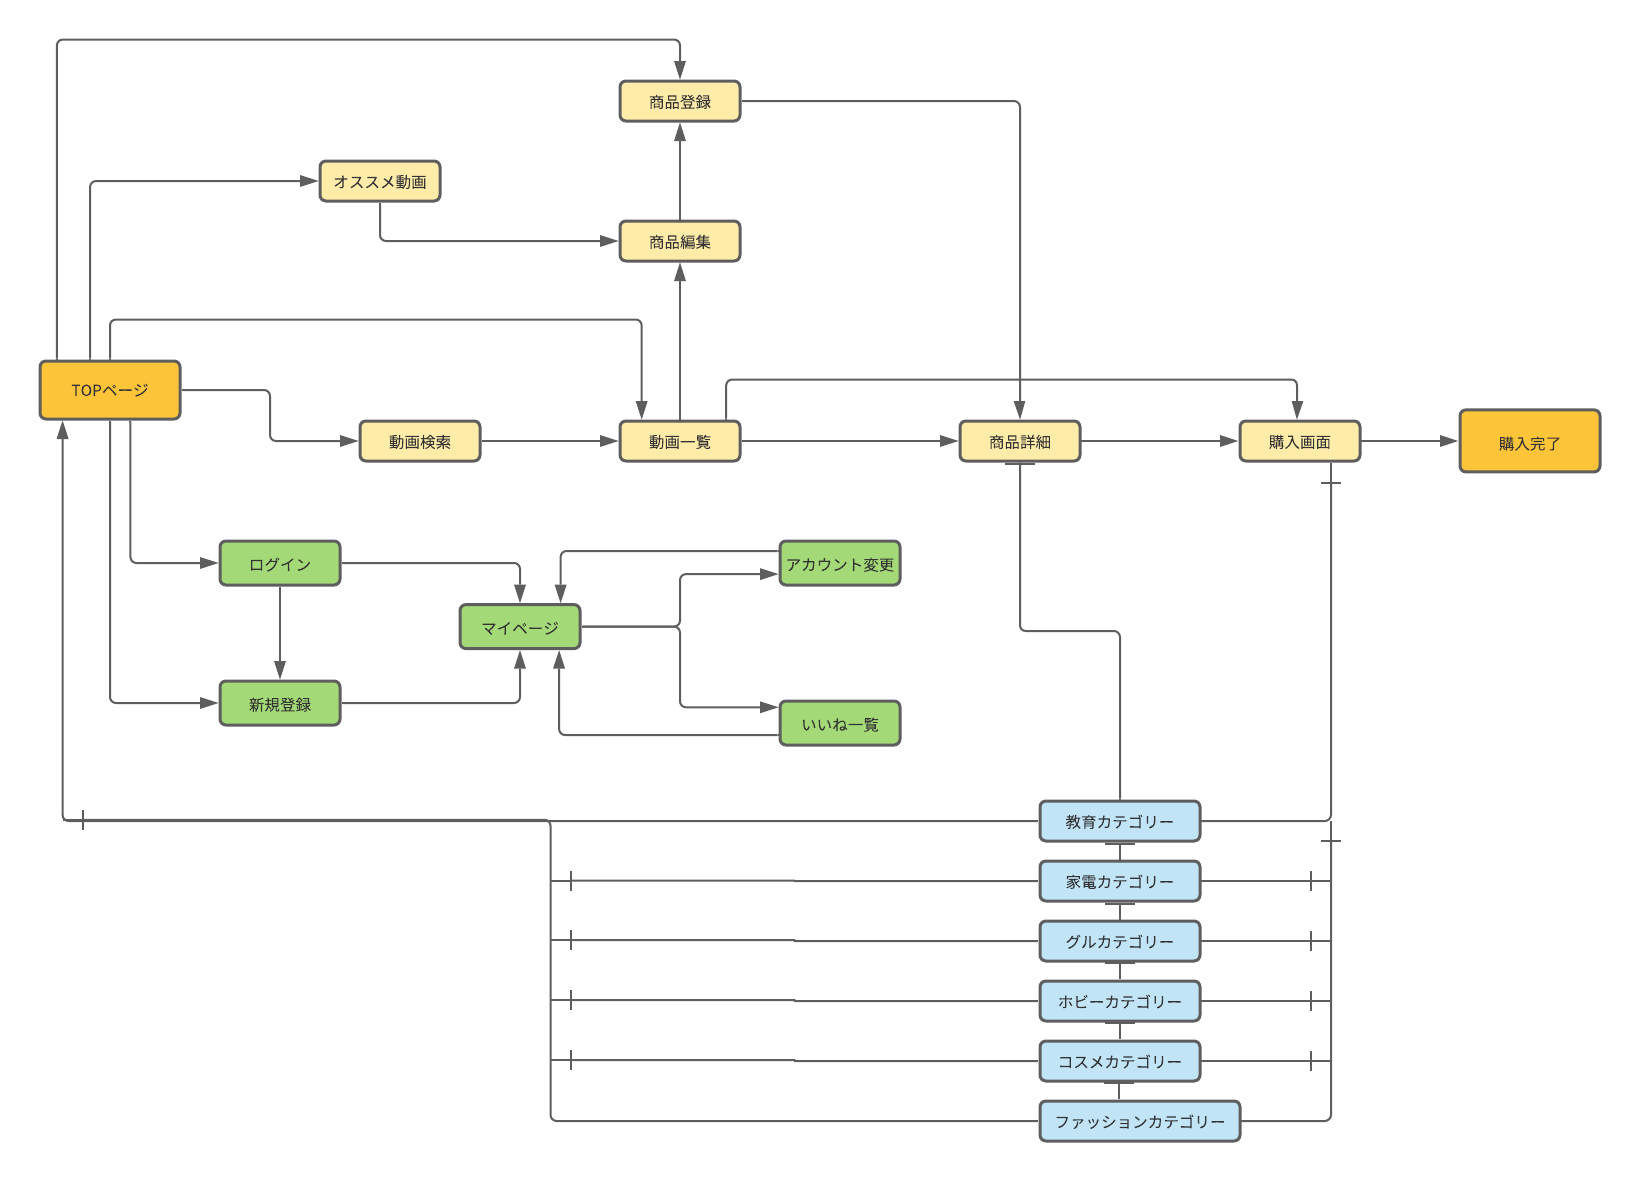 商品登録
オススメ動画
商品編集
TOPページ
動画検索
動画一覧
商品詳細
購入画面
購入完了
ログイン
アカウント変更
マイページ
新規登録
いいね一覧
教育カテゴリー
家電カテゴリー
グルカテゴリー
ホビーカテゴリー
コスメカテゴリー
ファッションカテゴリー